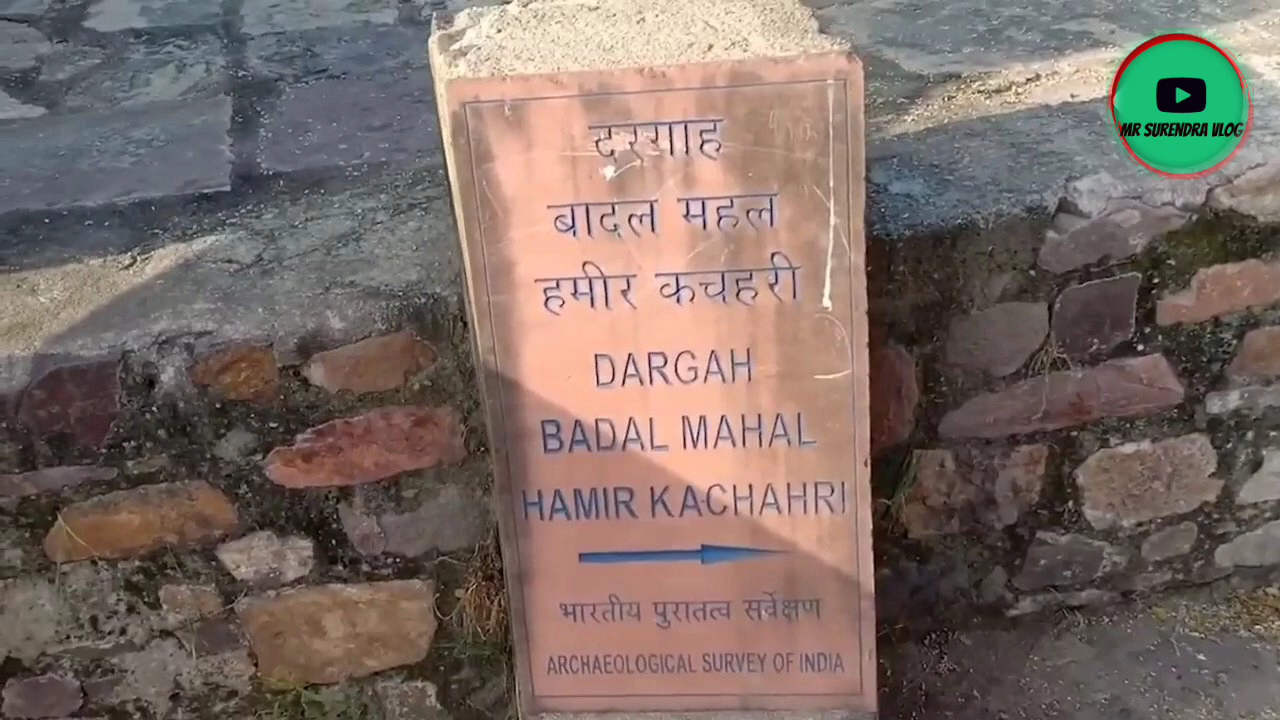 दरगाह
बादल महल
हमीर कचहरी
DARGAH
BADAL MAHAL
HAMIR KACHAHRI
भारतीय पुरातत्व सर्वेक्षण
ARCHAEOLOGICAL SURVEY OF INDIA
MR SURENDRA VLOG